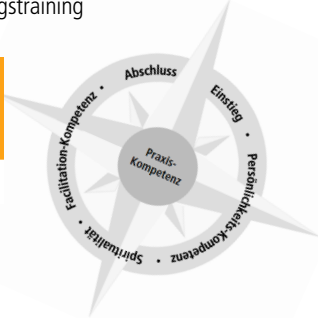 gstraining
Abschluss
Einstieg
Persönlichkeits-Kompetenz
Spiritualität
Facilitation-Kompetenz
Praxis-
Kompetenz